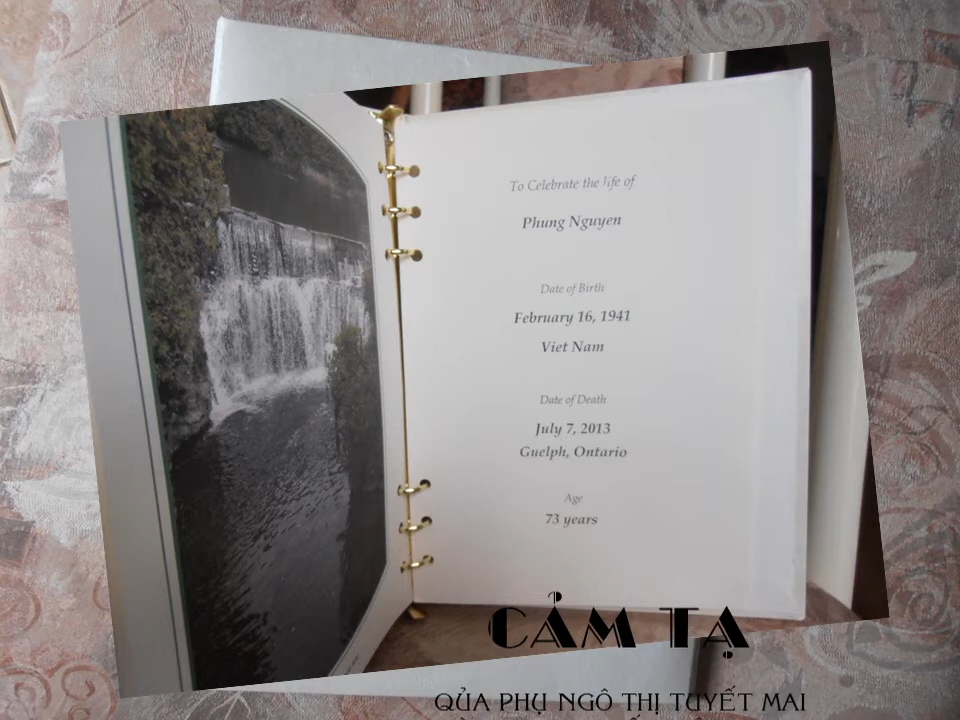 To Celebrate the life of
Phung Nguyen
Date of Birth
February 16, 1941
Viet Nam
Date of Death
July 7, 2013
Guelph, Ontario
Age
73 years
CẢM TẠ
QỦA PHỤ NGÔ THỊ TUYẾT MAI